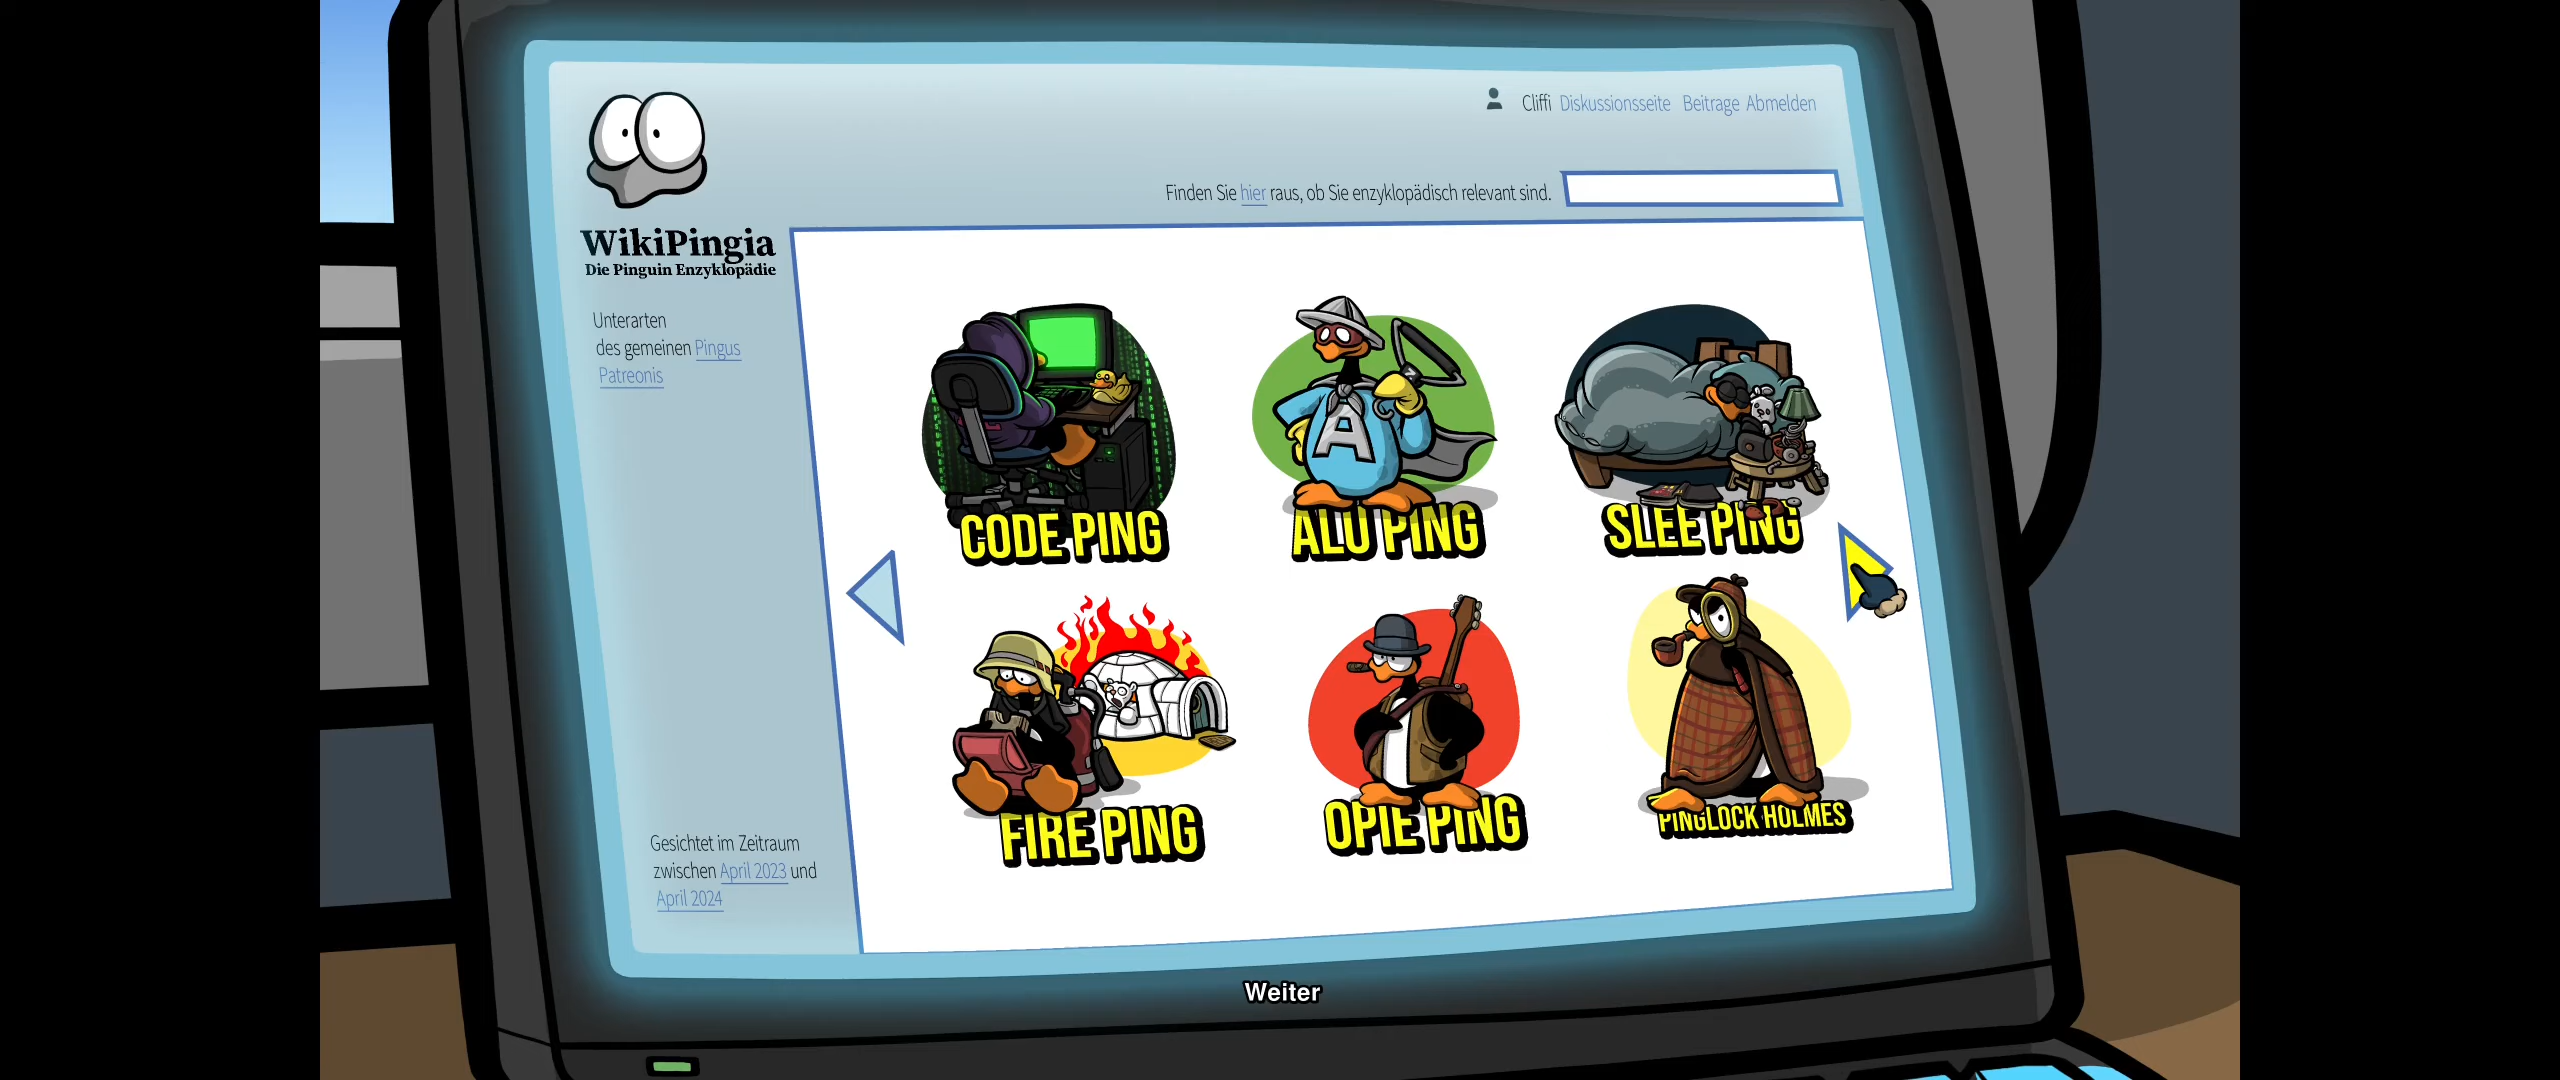 Cliffi Diskussionsseite Beitrage Abmelden
Finden Sie hier raus, ob Sie enzyklopädisch relevant sind.
WikiPingia
Die Pinguin Enzyklopädie
Unterarten
des gemeinen Pingus
Patreonis
CODE PING
ALU PING
A
SLEE PING
FIRE PING
OPIE PING
PINGLOCK HOLMES
Gesichtet im Zeitraum
zwischen April 2023 und
April 2024
Weiter